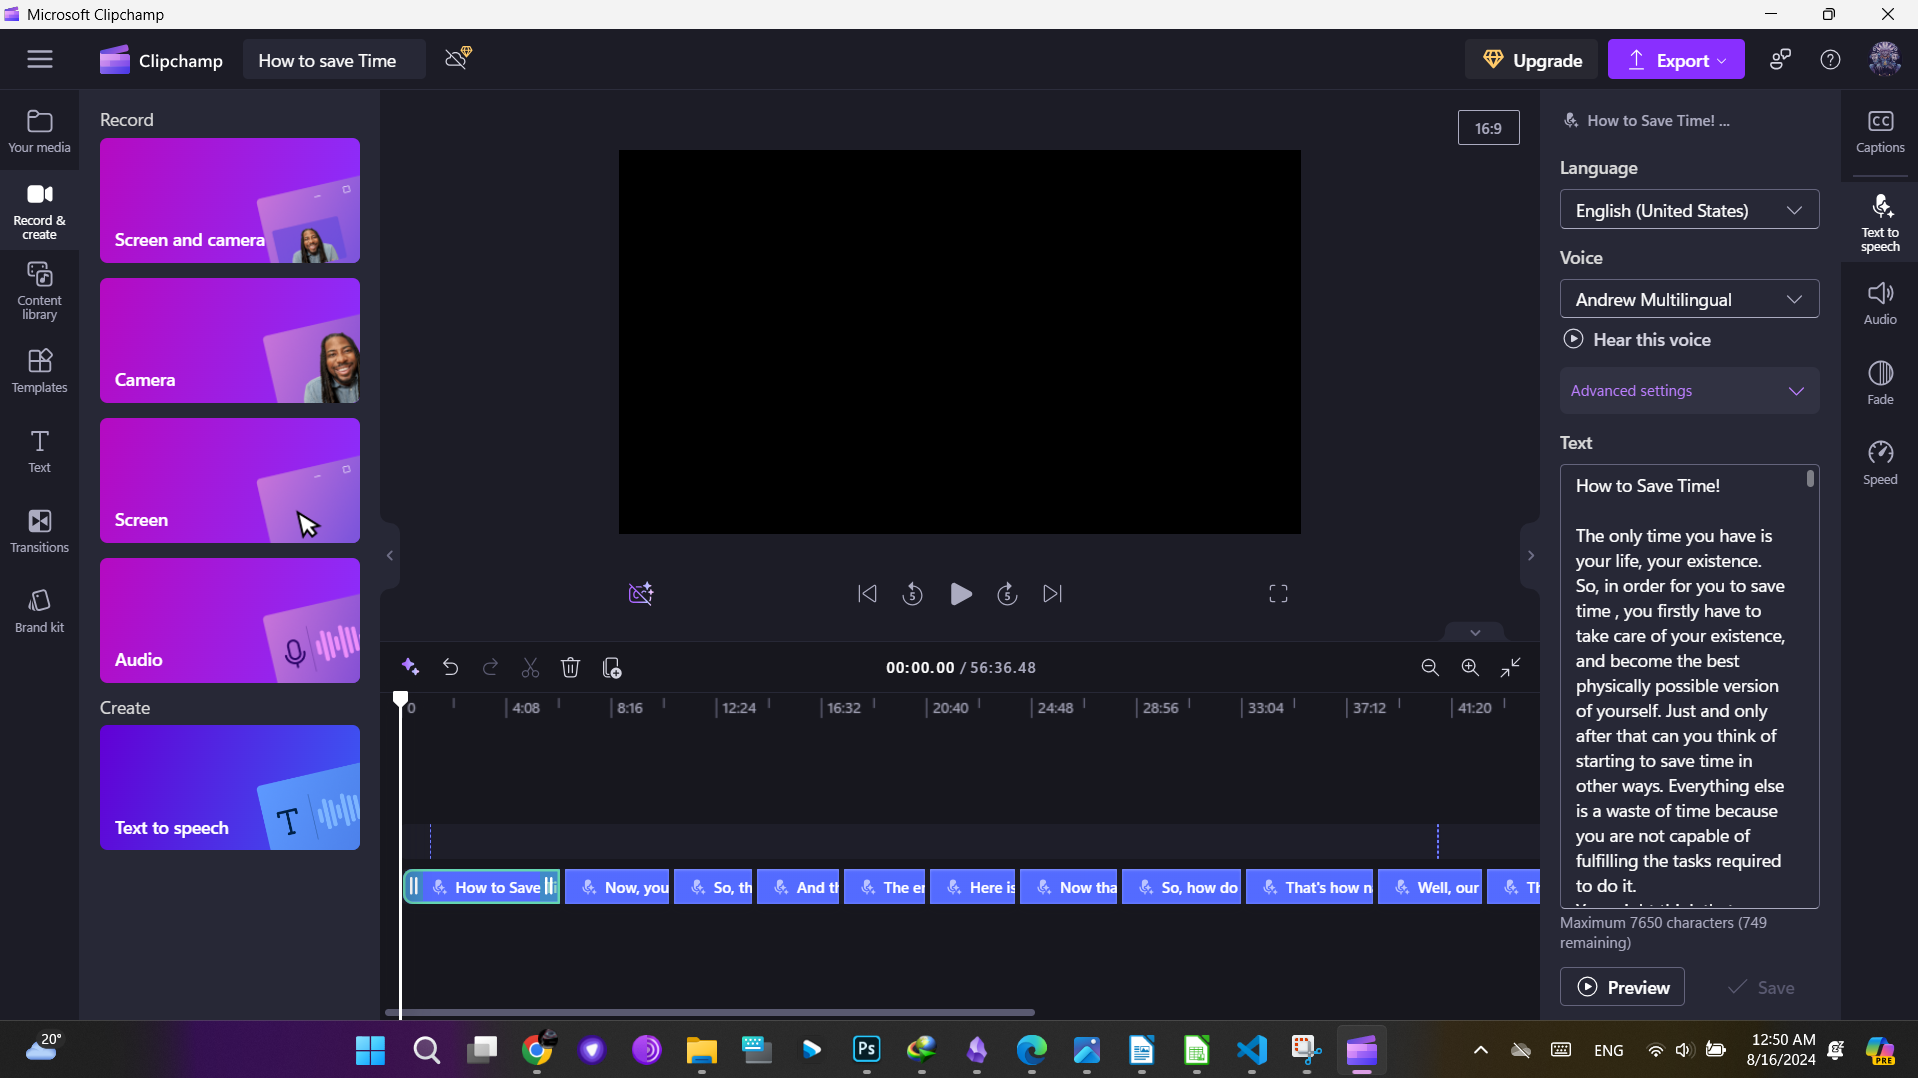 Microsoft Clipchamp
Clipchamp
How to save Time
Upgrade
Export
Your media
Record &
create
Content
library
Templates
Text
Transitions
Brand kit
Record
Screen and camera
Camera
Screen
Audio
Create
Text to speech
16:9
5
5
00:00.00 / 56:36.48
0
4:08
8:16
12:24
16:32
20:40
24:48
28:56
33:04
37:12
41:20
How to Save
Now, you
So, th
And th
The er
Here is
Now tha
So, how do
That's how n
Well, our
Th
How to Save Time! ...
Language
English (United States)
Voice
Andrew Multilingual
Hear this voice
Advanced settings
Text
How to Save Time!
The only time you have is
your life, your existence.
So, in order for you to save
time , you firstly have to
take care of your existence,
and become the best
physically possible version
of yourself. Just and only
after that can you think of
starting to save time in
other ways. Everything else
is a waste of time because
you are not capable of
fulfilling the tasks required
to do it.
Maximum 7650 characters (749
remaining)
Preview
Save
CC
Captions
Text to
speech
Audio
Fade
Speed
20°
Ps
ENG
12:50 AM
8/16/2024
PRE